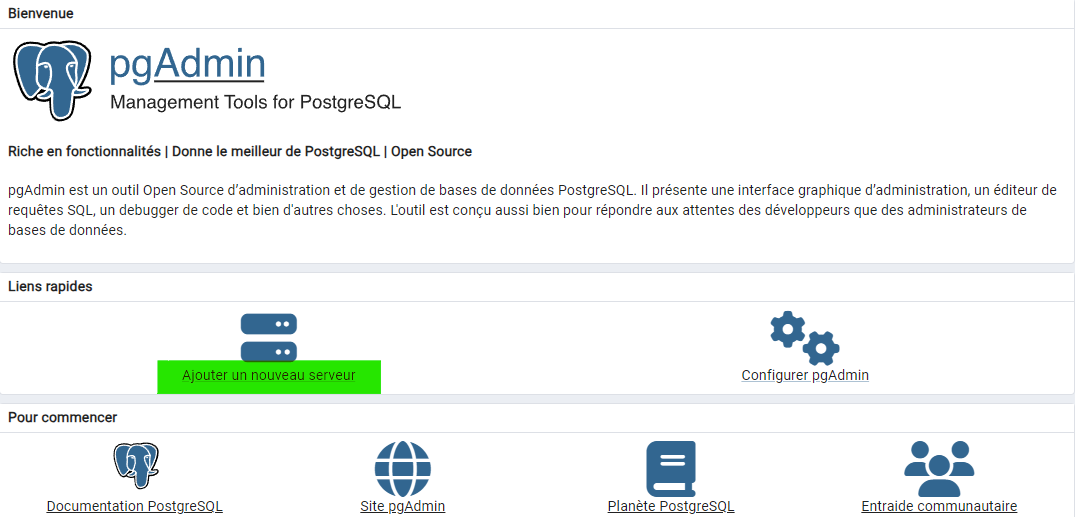 Bienvenue
pgAdmin
Management Tools for PostgreSQL
Riche en fonctionnalités | Donne le meilleur de PostgreSQL | Open Source
pgAdmin est un outil Open Source d'administration et de gestion de bases de données PostgreSQL. Il présente une interface graphique d'administration, un éditeur de
requêtes SQL, un debugger de code et bien d'autres choses. L'outil est conçu aussi bien pour répondre aux attentes des développeurs que des administrateurs de
bases de données.
Liens rapides
Ajouter un nouveau serveur
Configurer pgAdmin
Pour commencer
Documentation PostgreSQL
Site pgAdmin
Planète PostgreSQL
Entraide communautaire